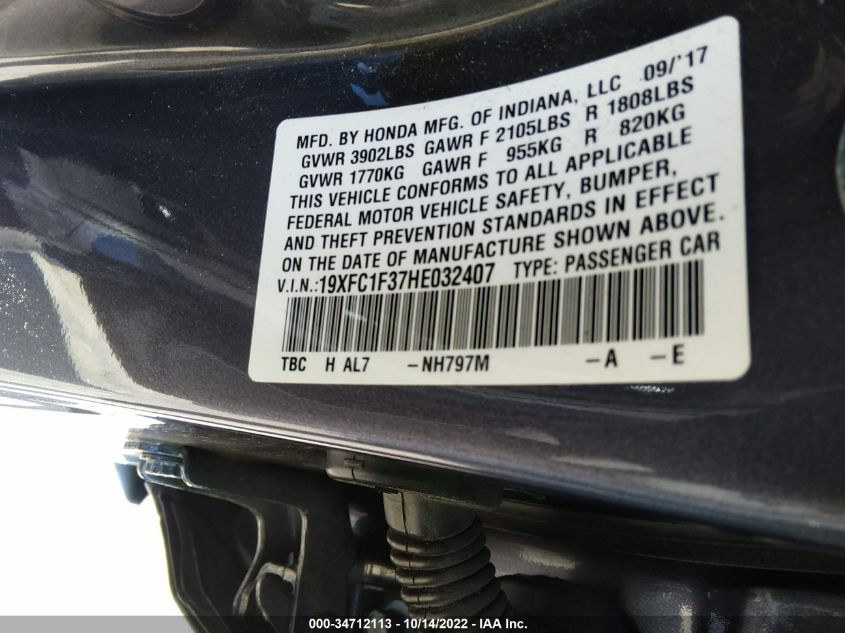 MFD. BY HONDA MFG. OF INDIANA, LLC 09/'17
GVWR 3902LBS GAWR F 2105LBS R 1808LBS
GVWR 1770KG GAWR F 955KG R 820KG
THIS VEHICLE CONFORMS TO ALL APPLICABLE
FEDERAL MOTOR VEHICLE SAFETY, BUMPER,
AND THEFT PREVENTION STANDARDS IN EFFECT
ON THE DATE OF MANUFACTURE SHOWN ABOVE.
V.I.N.:19XFC1F37HE032407 TYPE: PASSENGER CAR
TBC H AL7 –NH797M –A –E
000-34712113 - 10/14/2022 - IAA Inc.